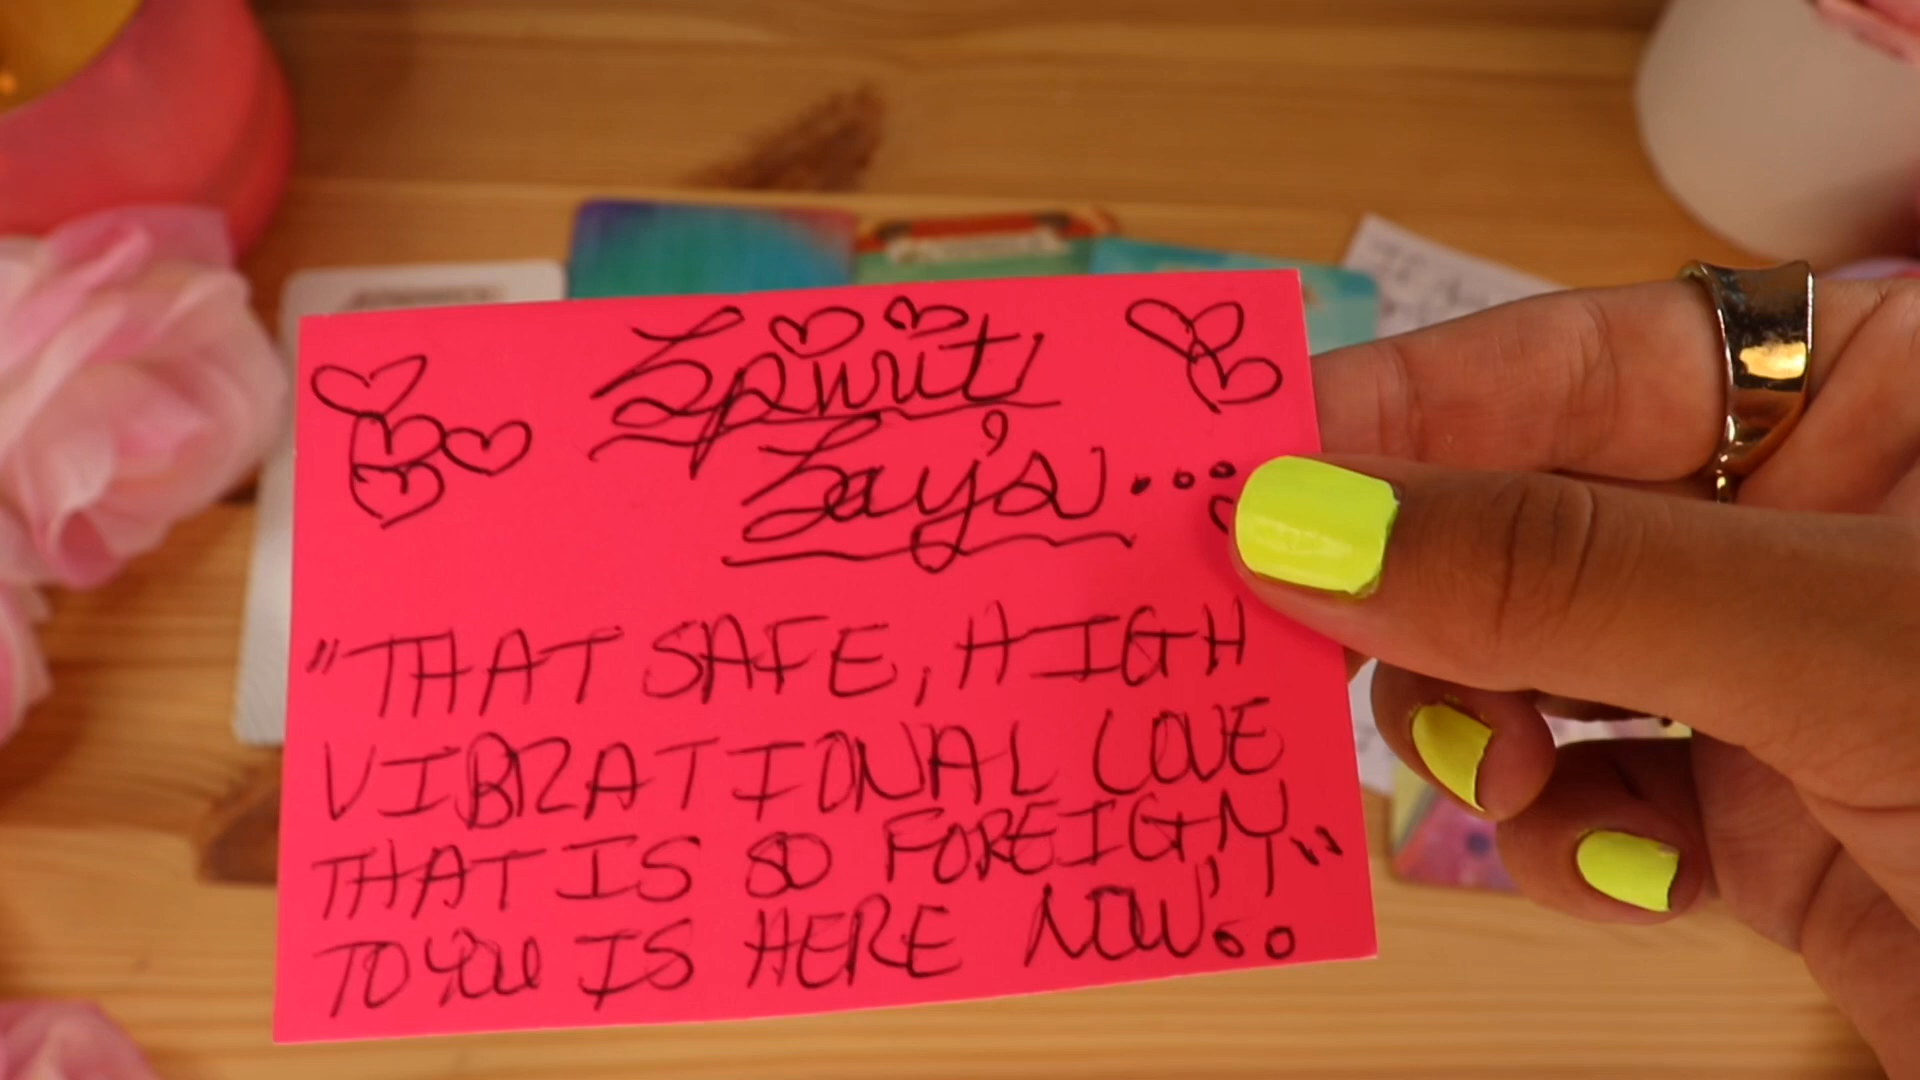 Spirit
Say's...
"THAT SAFE, HIGH
VIBRATIONAL LOVE
THAT IS SO FOREIGN
TO YOU IS HERE NOW!!"